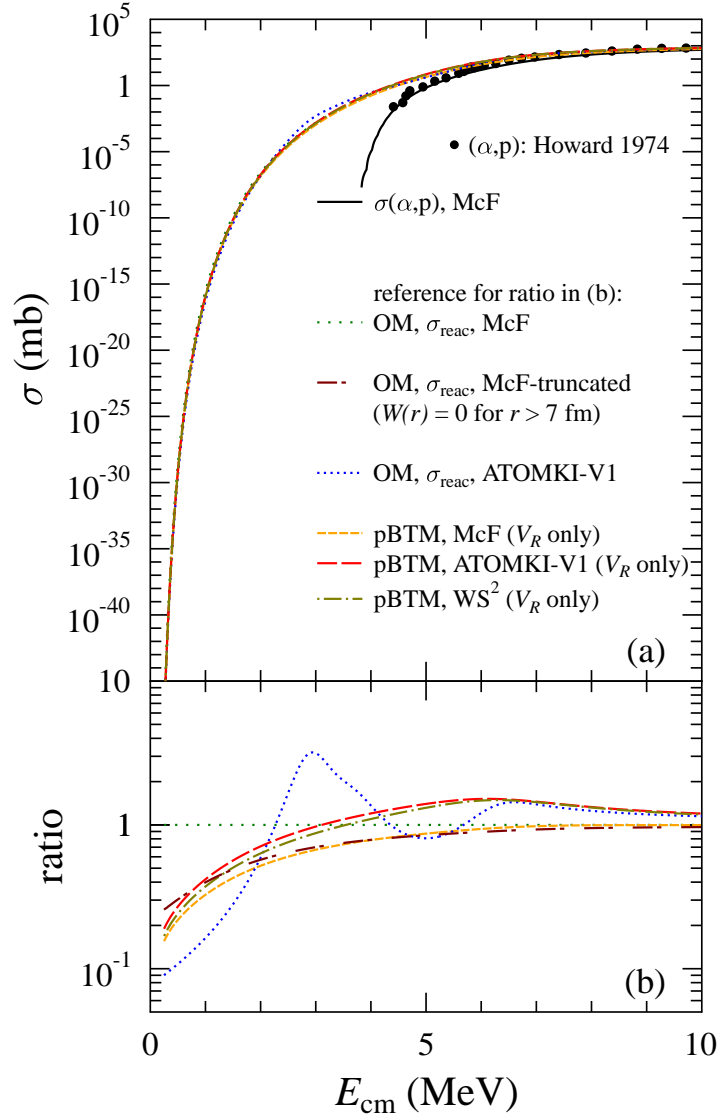 10^5
1
10^-5
10^-10
10^-15
10^-20
10^-25
10^-30
10^-35
10^-40
σ (mb)
(α,p): Howard 1974
σ(α,p), McF
reference for ratio in (b):
OM, σ_reac, McF
OM, σ_reac, McF-truncated
(W(r) = 0 for r > 7 fm)
OM, σ_reac, ATOMKI-V1
pBTM, McF (V_R only)
pBTM, ATOMKI-V1 (V_R only)
pBTM, WS^2 (V_R only)
(a)
10
1
10^-1
ratio
(b)
0 5 10
E_cm (MeV)